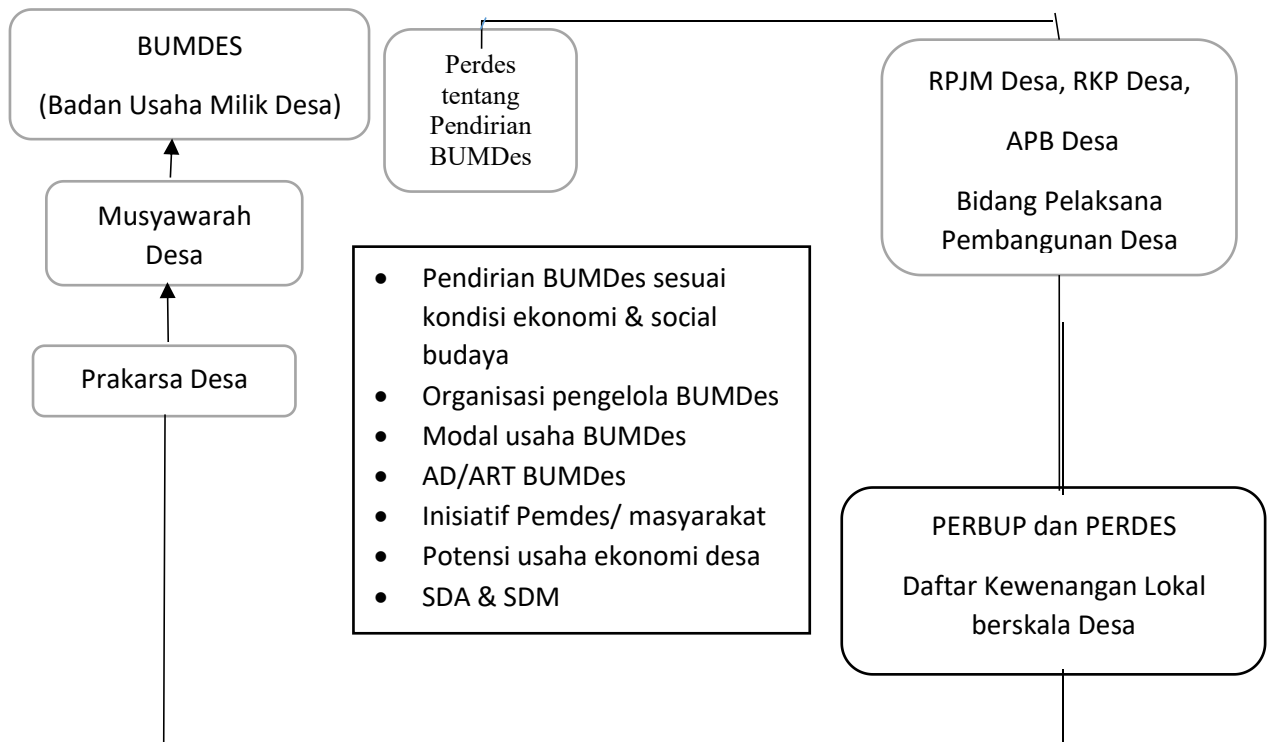 BUMDES
(Badan Usaha Milik Desa)
Musyawarah
Desa
Prakarsa Desa
Perdes
tentang
Pendirian
BUMDes
• Pendirian BUMDes sesuai
kondisi ekonomi & social
budaya
• Organisasi pengelola BUMDes
• Modal usaha BUMDes
• AD/ART BUMDes
• Inisiatif Pemdes/ masyarakat
• Potensi usaha ekonomi desa
• SDA & SDM
RPJM Desa, RKP Desa,
APB Desa
Bidang Pelaksana
Pembangunan Desa
PERBUP dan PERDES
Daftar Kewenangan Lokal
berskala Desa